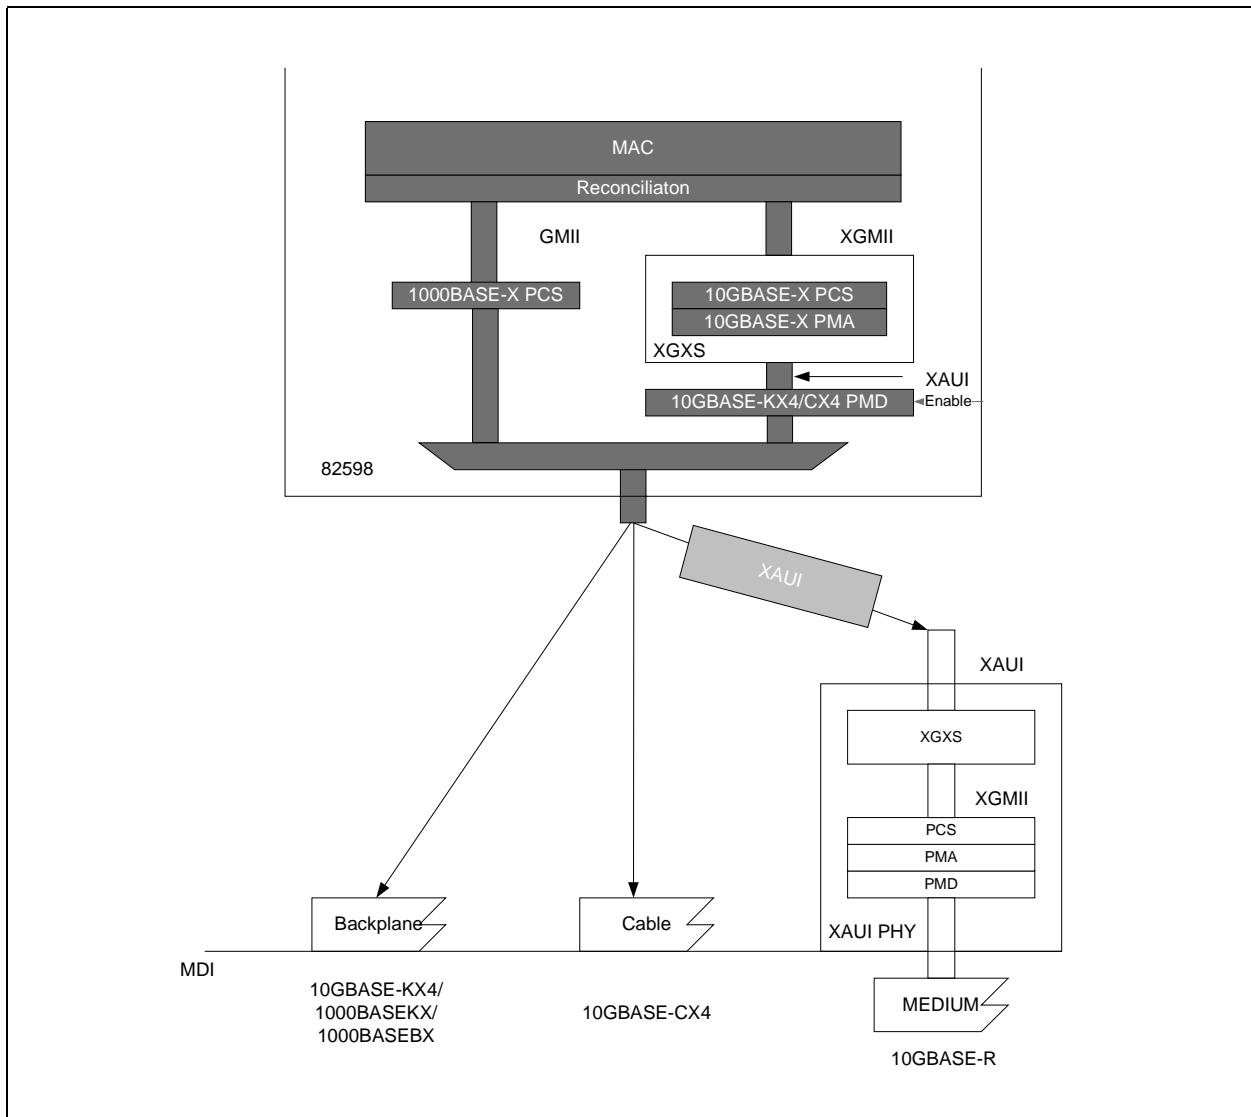 MAC
Reconciliaton
GMII
XGMII
1000BASE-X PCS
10GBASE-X PCS
10GBASE-X PMA
XGXS
XAUI
10GBASE-KX4/CX4 PMD
Enable
82598
XAUI
XAUI
XGXS
XGMII
PCS
PMA
PMD
Backplane
Cable
XAUI PHY
MDI
10GBASE-KX4/
1000BASEKX/
1000BASEBX
10GBASE-CX4
MEDIUM
10GBASE-R